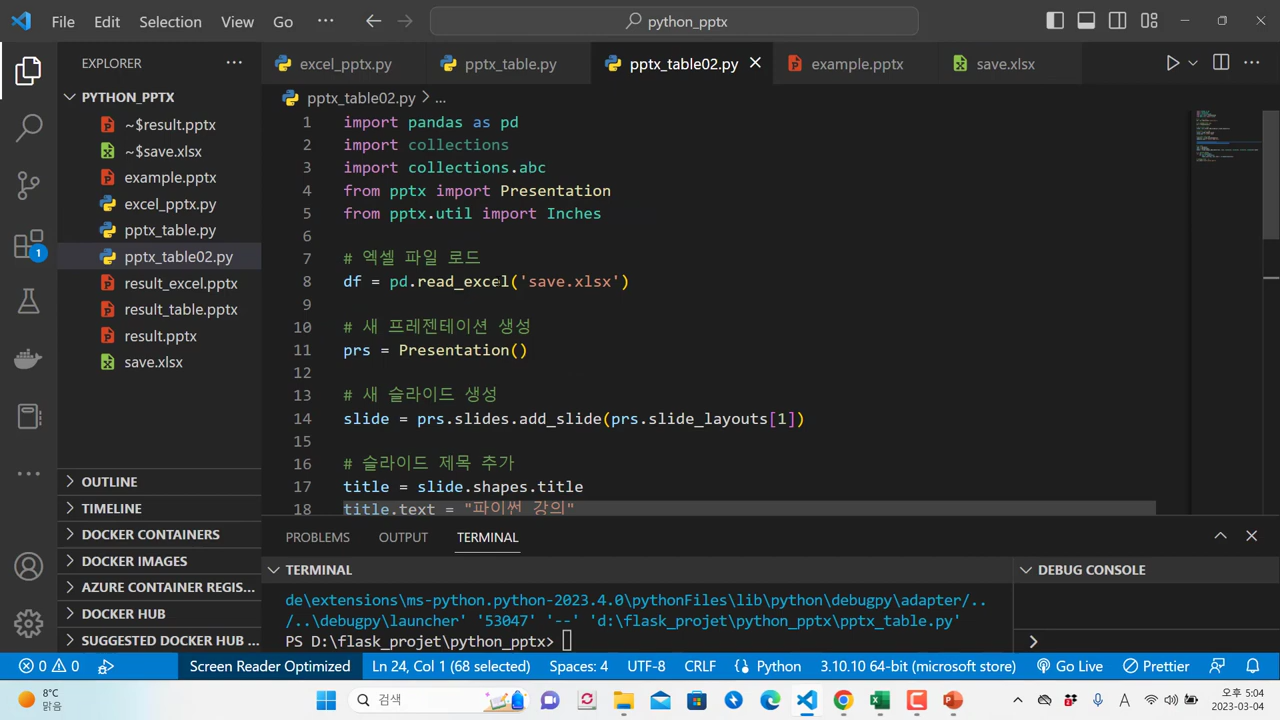 File Edit Selection View Go ··· python_pptx
EXPLORER ···
PYTHON_PPTX
~$result.pptx
~$save.xlsx
example.pptx
excel_pptx.py
pptx_table.py
pptx_table02.py
result_excel.pptx
result_table.pptx
result.pptx
save.xlsx
OUTLINE
TIMELINE
DOCKER CONTAINERS
DOCKER IMAGES
AZURE CONTAINER REGIS...
DOCKER HUB
SUGGESTED DOCKER HUB ...
1
excel_pptx.py pptx_table.py pptx_table02.py example.pptx save.xlsx
pptx_table02.py > ...
1 import pandas as pd
2 import collections
3 import collections.abc
4 from pptx import Presentation
5 from pptx.util import Inches
6
7 # 엑셀 파일 로드
8 df = pd.read_excel('save.xlsx')
9
10 # 새 프레젠테이션 생성
11 prs = Presentation()
12
13 # 새 슬라이드 생성
14 slide = prs.slides.add_slide(prs.slide_layouts[1])
15
16 # 슬라이드 제목 추가
17 title = slide.shapes.title
18 title.text = "파이썬 강의"
PROBLEMS OUTPUT TERMINAL
TERMINAL
de\extensions\ms-python.python-2023.4.0\pythonFiles\lib\python\debugpy\adapter/..
/..\debugpy\launcher' '53047' '--' 'd:\flask_projet\python_pptx\pptx_table.py'
PS D:\flask_projet\python_pptx>
DEBUG CONSOLE
0 0 Screen Reader Optimized Ln 24, Col 1 (68 selected) Spaces: 4 UTF-8 CRLF Python 3.10.10 64-bit (microsoft store) Go Live Prettier
8°C
맑음
검색
A
오후 5:04
2023-03-04